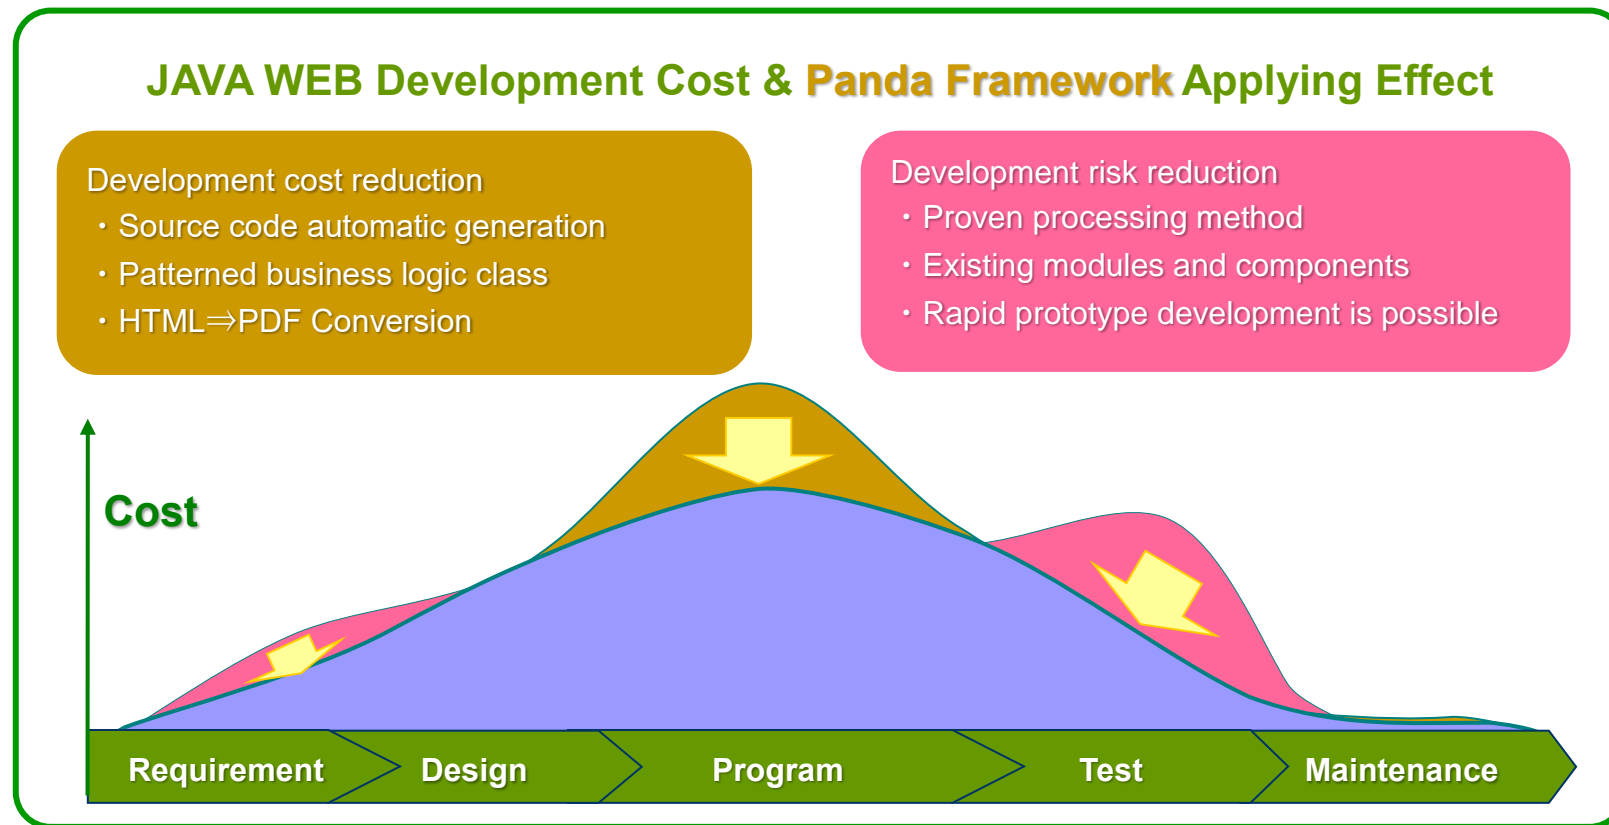 JAVA WEB Development Cost & Panda Framework Applying Effect
Development cost reduction
・Source code automatic generation
・Patterned business logic class
・HTML⇒PDF Conversion
Development risk reduction
・Proven processing method
・Existing modules and components
・Rapid prototype development is possible
Cost
Requirement
Design
Program
Test
Maintenance